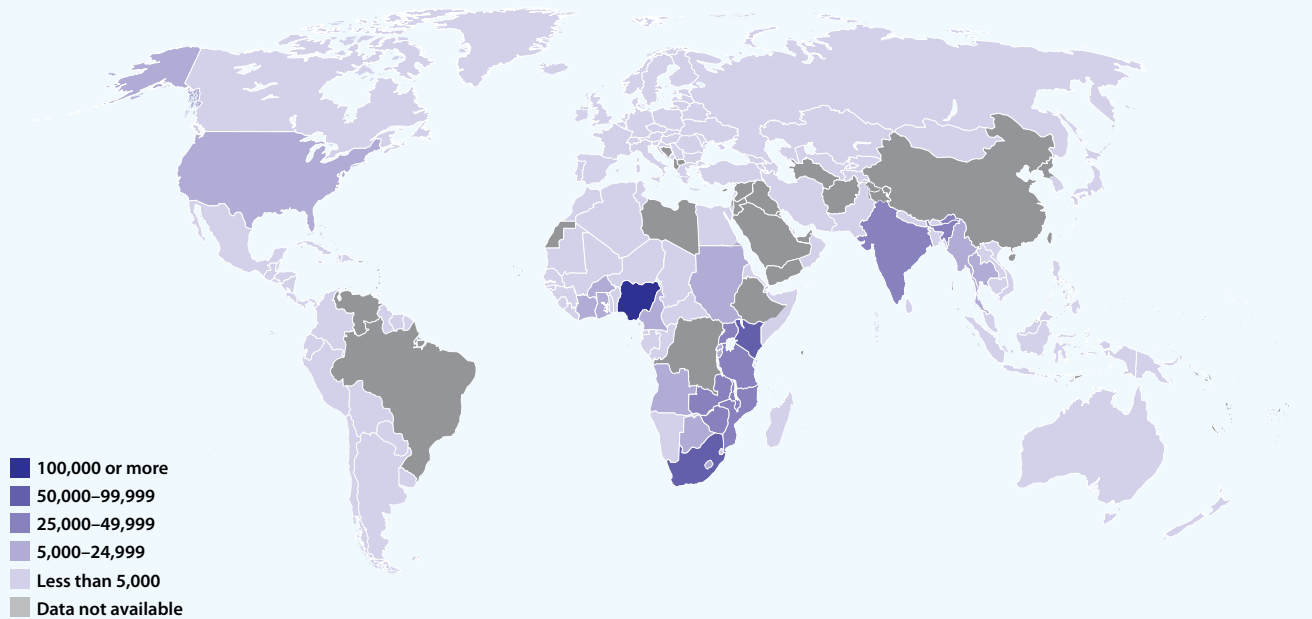 100,000 or more
50,000–99,999
25,000–49,999
5,000–24,999
Less than 5,000
Data not available